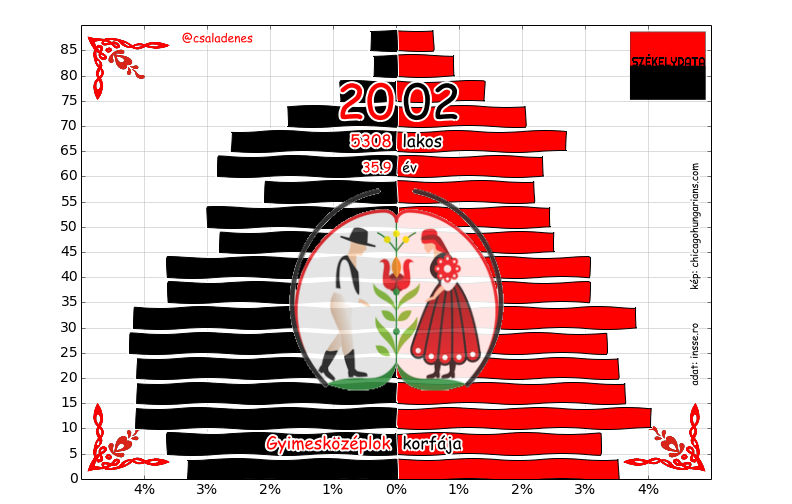 @csaladenes
SZÉKELYDATA
2002
5308 lakos
35.9 év
kép: chicagohungarians.com
adat: insse.ro
Gyimesközéplok korfája
85
80
75
70
65
60
55
50
45
40
35
30
25
20
15
10
5
0
4% 3% 2% 1% 0% 1% 2% 3% 4%